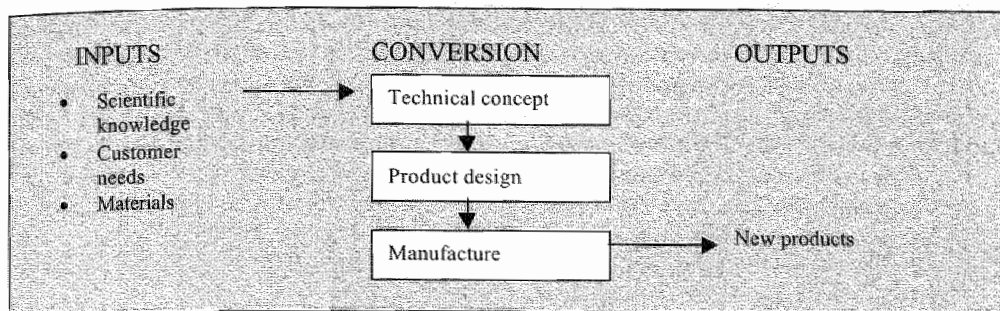 INPUTS
• Scientific
knowledge
• Customer
needs
• Materials
CONVERSION
Technical concept
Product design
Manufacture
OUTPUTS
New products